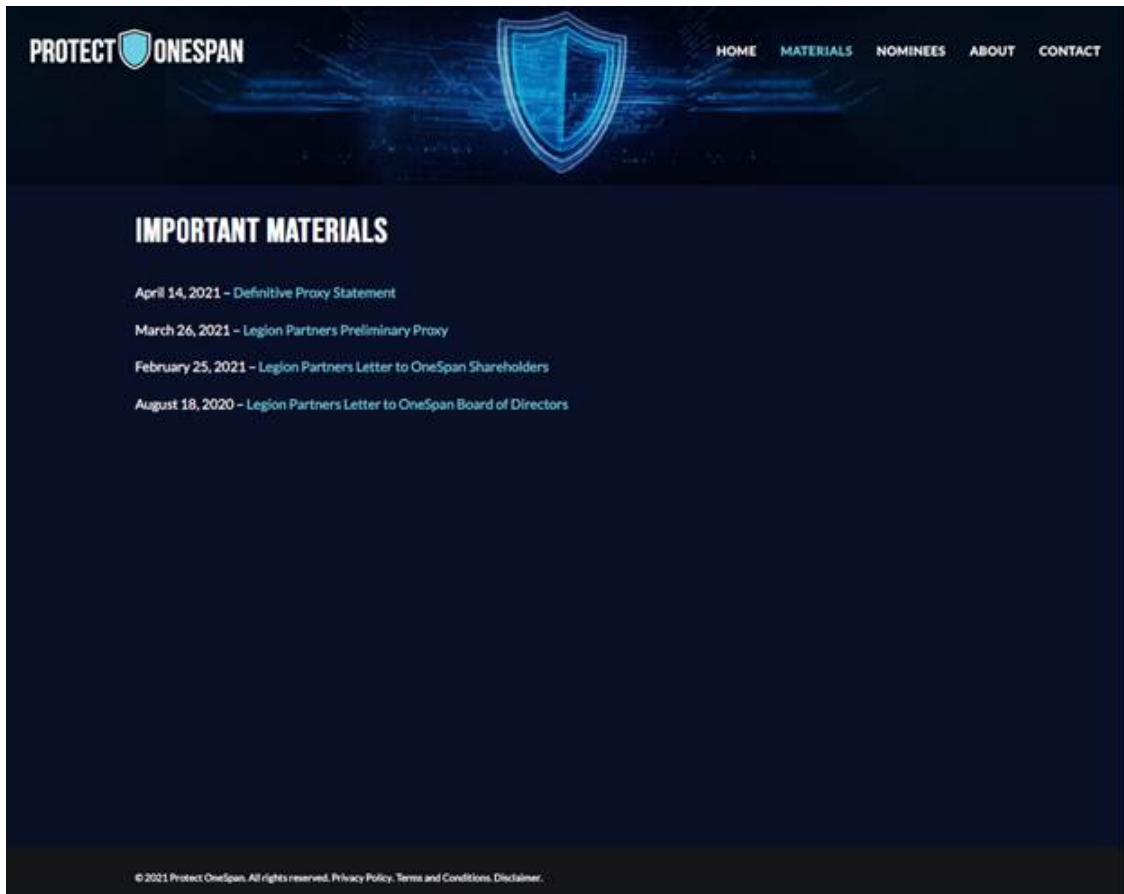 PROTECT ONESPAN
HOME MATERIALS NOMINEES ABOUT CONTACT
IMPORTANT MATERIALS
April 14, 2021 – Definitive Proxy Statement
March 26, 2021 – Legion Partners Preliminary Proxy
February 25, 2021 – Legion Partners Letter to OneSpan Shareholders
August 18, 2020 – Legion Partners Letter to OneSpan Board of Directors
© 2021 Protect OneSpan. All rights reserved. Privacy Policy. Terms and Conditions. Disclaimer.